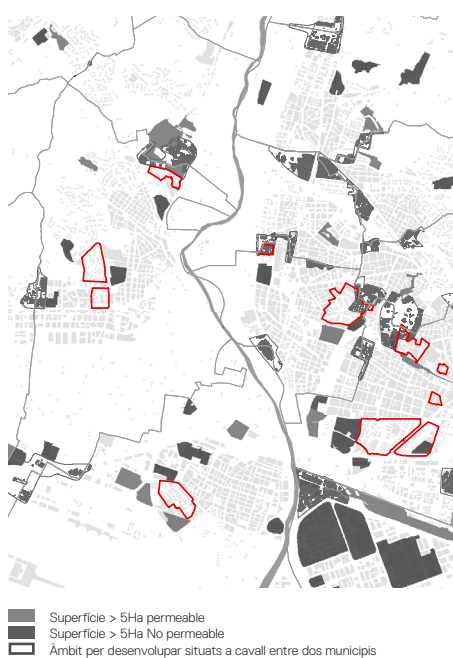 Superfície > 5Ha permeable
Superfície > 5Ha No permeable
Àmbit per desenvolupar situats a cavall entre dos municipis